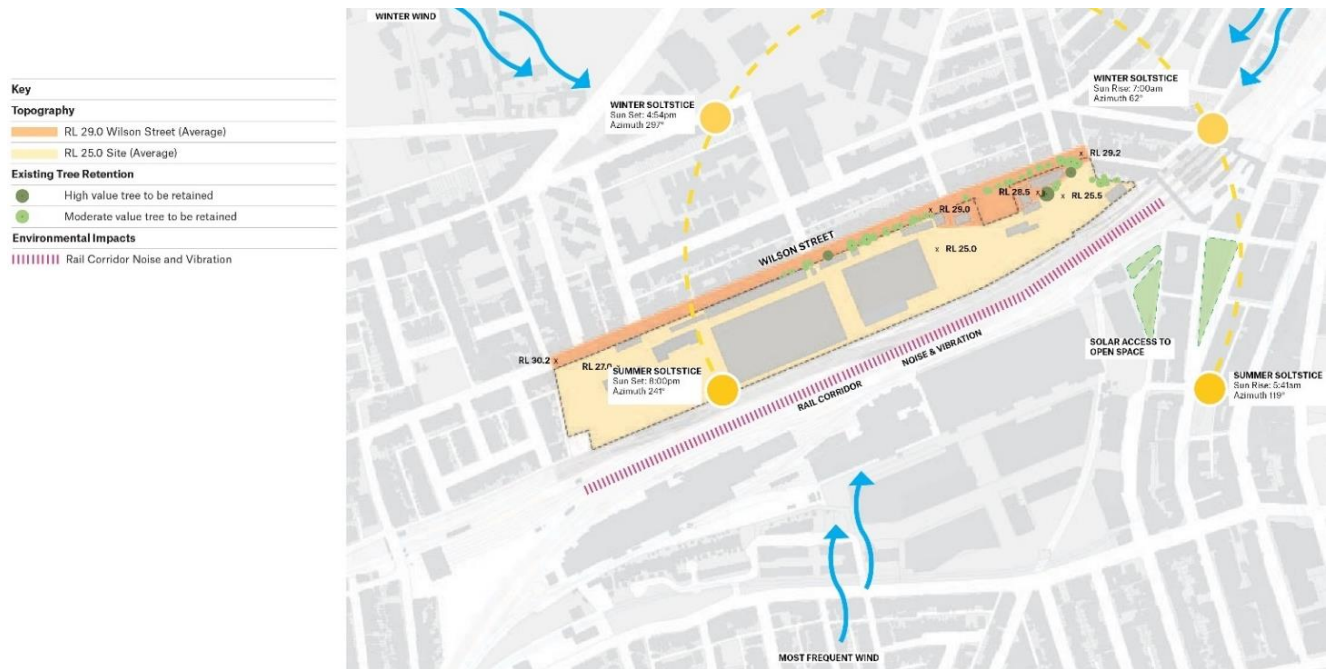 Key
Topography
RL 29.0 Wilson Street (Average)
RL 25.0 Site (Average)
Existing Tree Retention
High value tree to be retained
Moderate value tree to be retained
Environmental Impacts
Rail Corridor Noise and Vibration
WINTER WIND
WINTER SOLTSTICE
Sun Set: 4:54pm
Azimuth 297°
WINTER SOLTSTICE
Sun Rise: 7:00am
Azimuth 62°
RL 29.2
RL 28.5
RL 25.5
RL 29.0
WILSON STREET
RL 25.0
RL 30.2
RL 27.0
SUMMER SOLTSTICE
Sun Set: 8:00pm
Azimuth 241°
RAIL CORRIDOR
NOISE & VIBRATION
SOLAR ACCESS TO
OPEN SPACE
SUMMER SOLTSTICE
Sun Rise: 5:41am
Azimuth 119°
MOST FREQUENT WIND